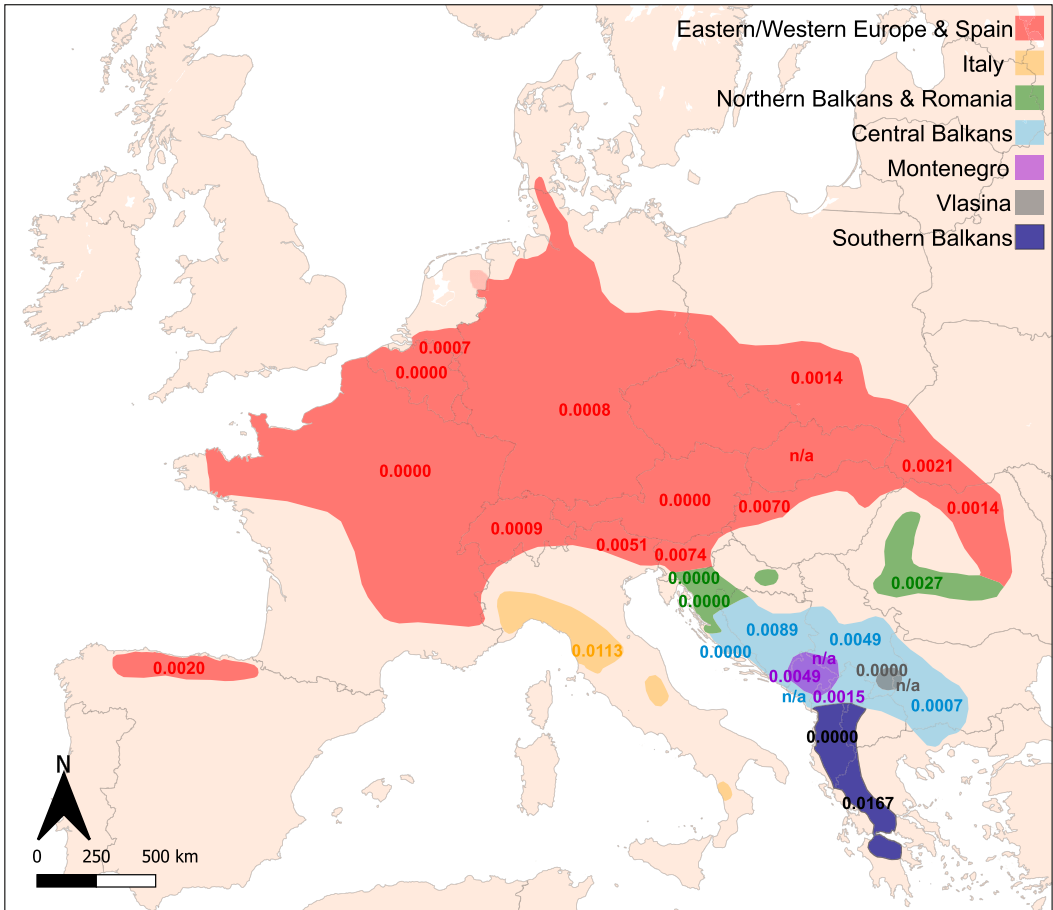 Eastern/Western Europe & Spain
Italy
Northern Balkans & Romania
Central Balkans
Montenegro
Vlasina
Southern Balkans
0.0007
0.0000
0.0014
0.0008
n/a
0.0021
0.0000
0.0000
0.0070
0.0014
0.0009
0.0051
0.0074
0.0000
0.0027
0.0000
0.0089
0.0049
0.0113
0.0000
n/a
0.0020
0.0000
0.0049
n/a
n/a
0.0015
0.0007
0.0000
N
0.0167
0 250 500 km